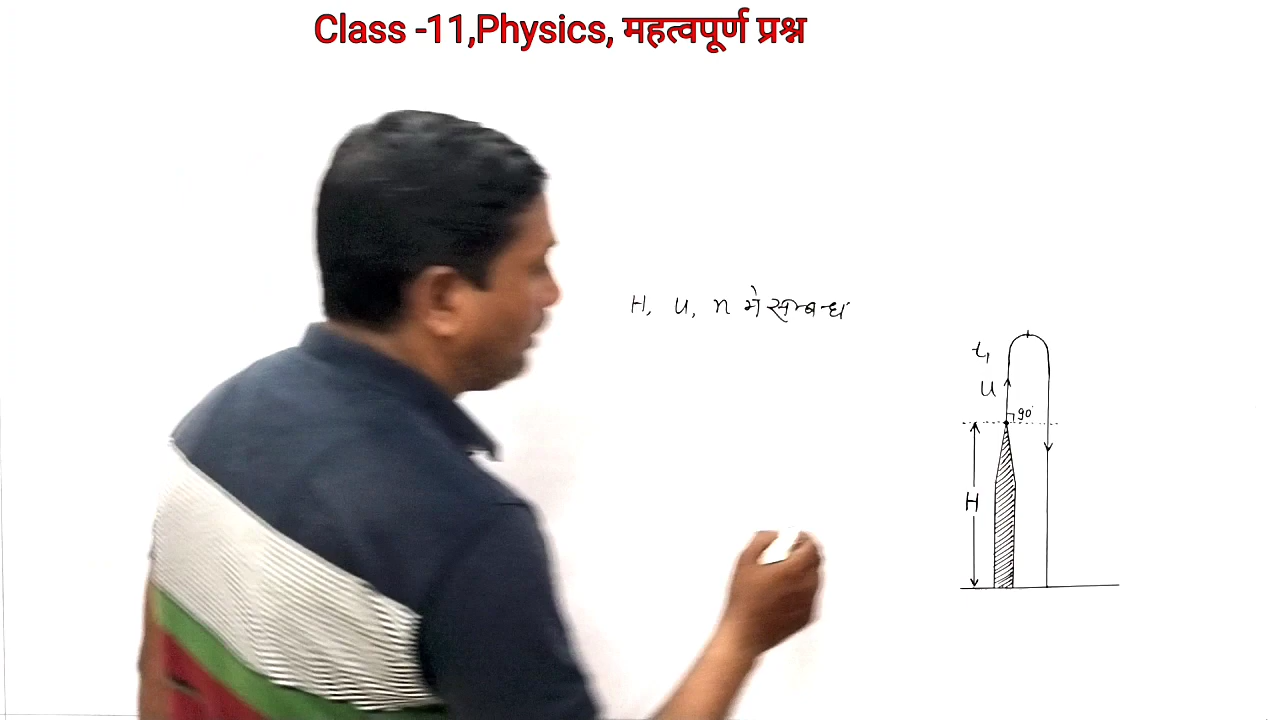 Class -11,Physics, महत्वपूर्ण प्रश्न
H, u, n में सम्बन्ध
t₁
u
90°
H